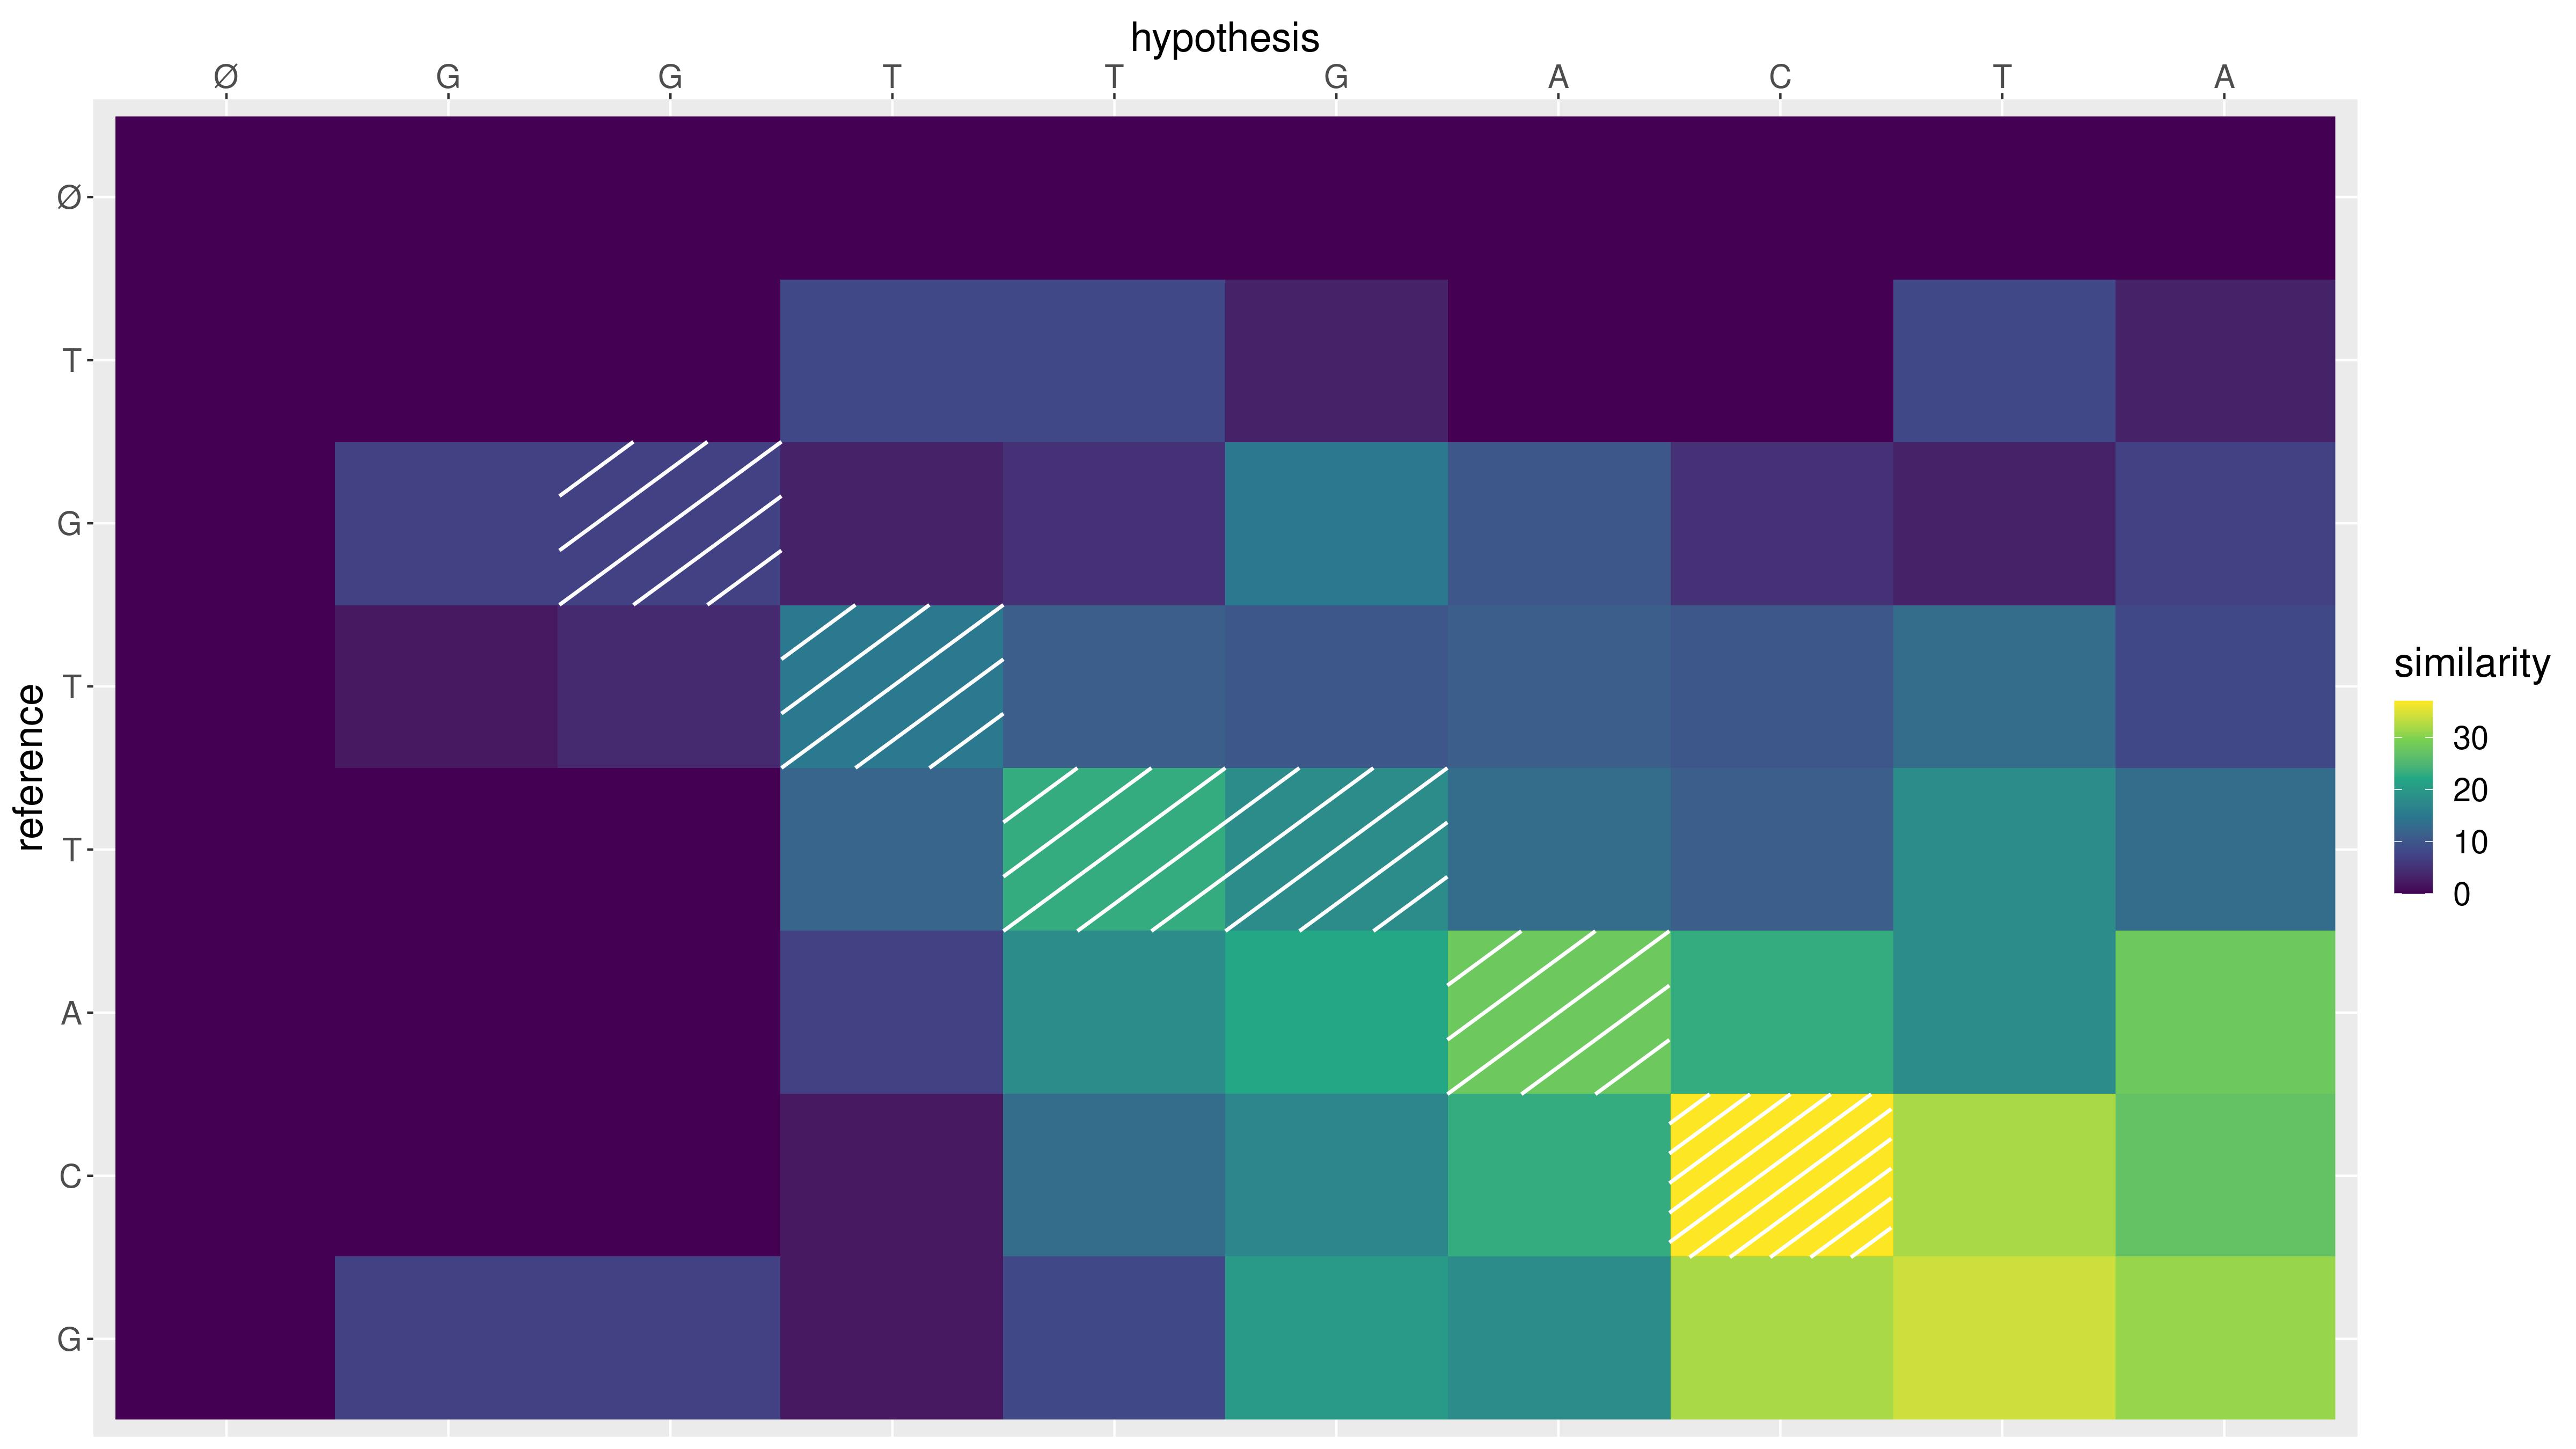 hypothesis
Ø G G T T G A C T A
Ø
T
G
T
T
A
C
G
reference
similarity
30
20
10
0